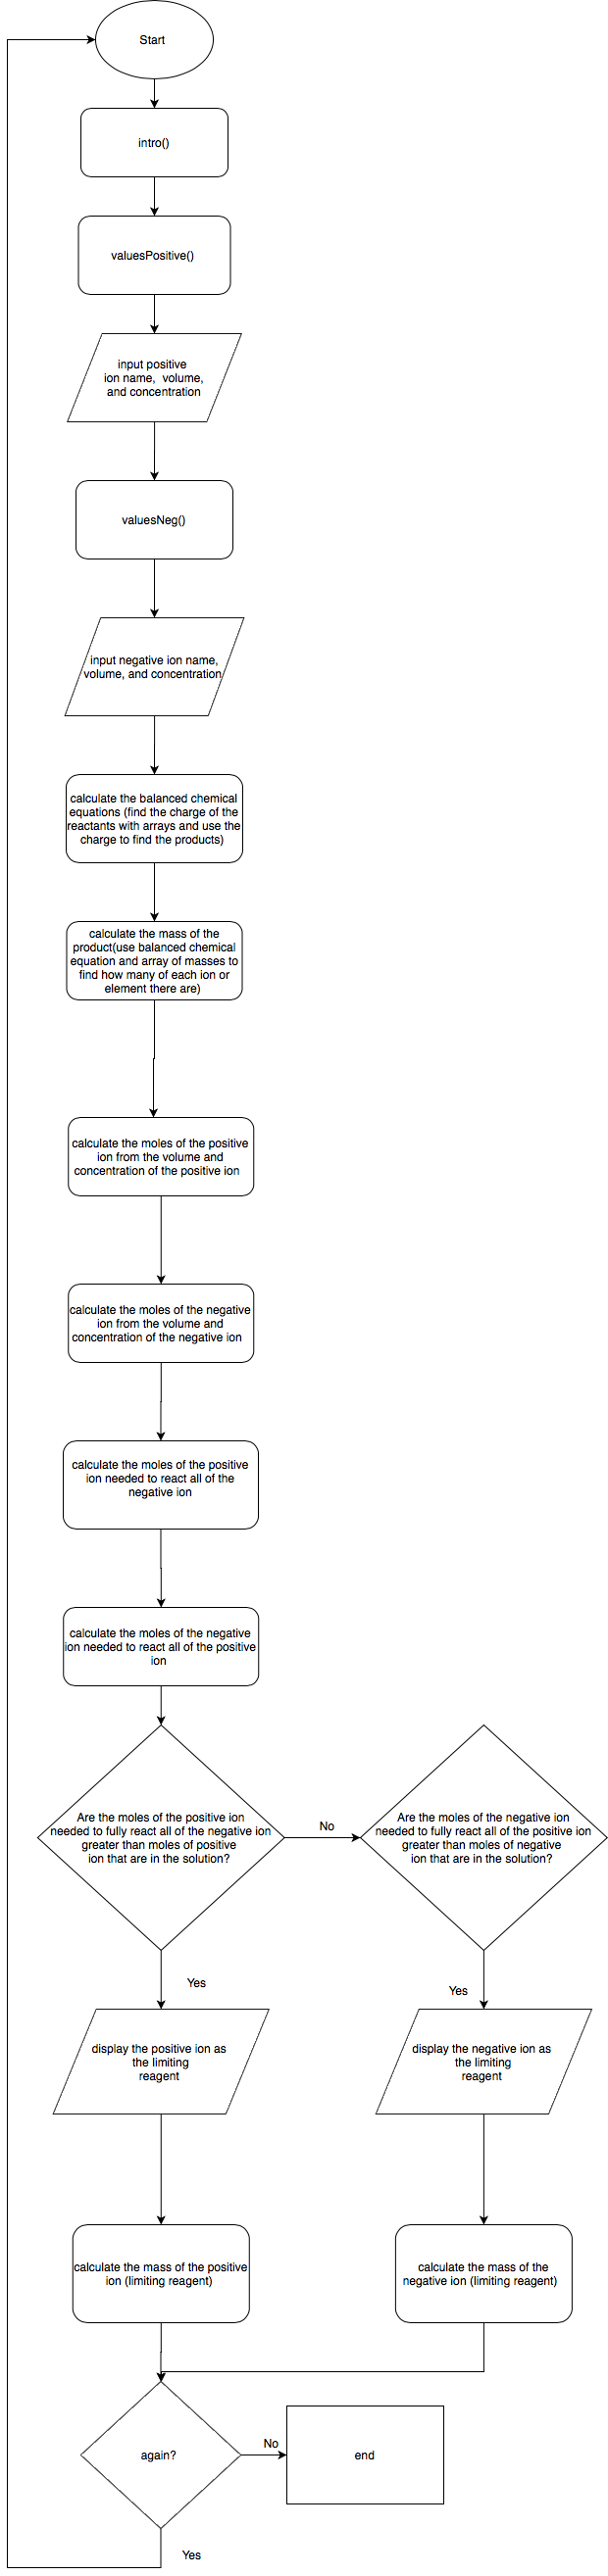 Start
intro()
valuesPositive()
input positive
ion name, volume,
and concentration
valuesNeg()
input negative ion name,
volume, and concentration
calculate the balanced chemical
equations (find the charge of the
reactants with arrays and use the
charge to find the products)
calculate the mass of the
product(use balanced chemical
equation and array of masses to
find how many of each ion or
element there are)
calculate the moles of the positive
ion from the volume and
concentration of the positive ion
calculate the moles of the negative
ion from the volume and
concentration of the negative ion
calculate the moles of the positive
ion needed to react all of the
negative ion
calculate the moles of the negative
ion needed to react all of the positive
ion
Are the moles of the positive ion
needed to fully react all of the negative ion
greater than moles of positive
ion that are in the solution?
No
Are the moles of the negative ion
needed to fully react all of the positive ion
greater than moles of negative
ion that are in the solution?
Yes
Yes
display the positive ion as
the limiting
reagent
display the negative ion as
the limiting
reagent
calculate the mass of the positive
ion (limiting reagent)
calculate the mass of the
negative ion (limiting reagent)
again?
No
end
Yes